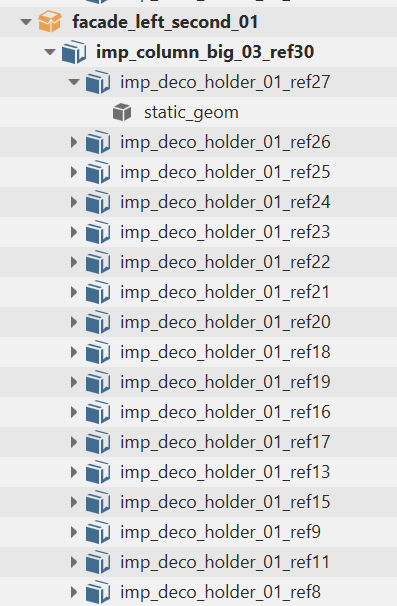 facade_left_second_01
imp_column_big_03_ref30
imp_deco_holder_01_ref27
static_geom
imp_deco_holder_01_ref26
imp_deco_holder_01_ref25
imp_deco_holder_01_ref24
imp_deco_holder_01_ref23
imp_deco_holder_01_ref22
imp_deco_holder_01_ref21
imp_deco_holder_01_ref20
imp_deco_holder_01_ref18
imp_deco_holder_01_ref19
imp_deco_holder_01_ref16
imp_deco_holder_01_ref17
imp_deco_holder_01_ref13
imp_deco_holder_01_ref15
imp_deco_holder_01_ref9
imp_deco_holder_01_ref11
imp_deco_holder_01_ref8